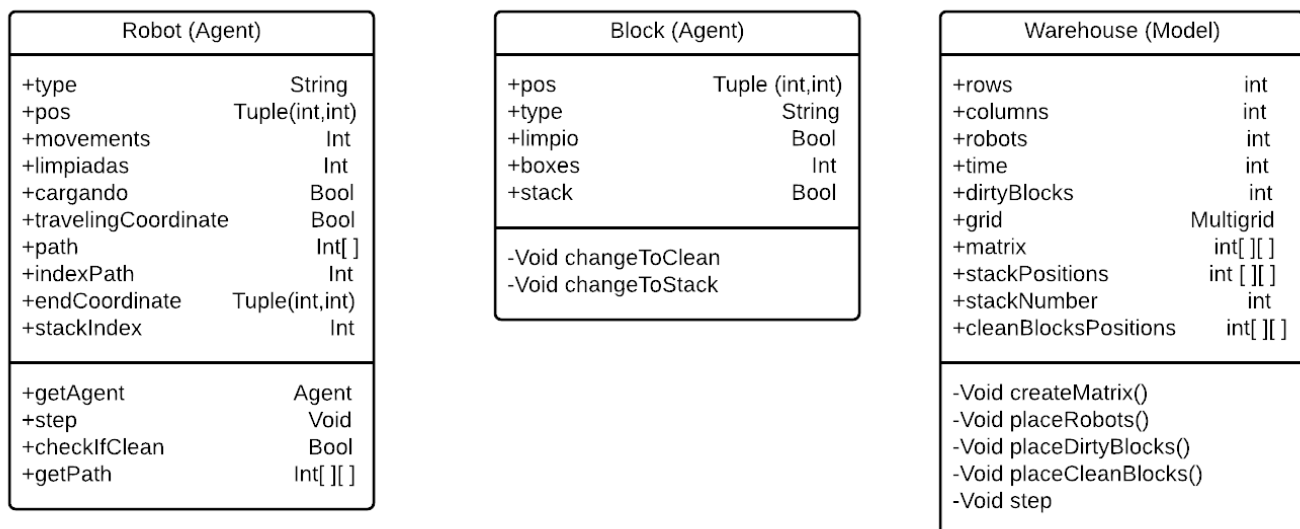 Robot (Agent)
+type String
+pos Tuple(int,int)
+movements Int
+limpiadas Int
+cargando Bool
+travelingCoordinate Bool
+path Int[ ]
+indexPath Int
+endCoordinate Tuple(int,int)
+stackIndex Int
+getAgent Agent
+step Void
+checkIfClean Bool
+getPath Int[ ][ ]
Block (Agent)
+pos Tuple (int,int)
+type String
+limpio Bool
+boxes Int
+stack Bool
-Void changeToClean
-Void changeToStack
Warehouse (Model)
+rows int
+columns int
+robots int
+time int
+dirtyBlocks int
+grid Multigrid
+matrix int[ ][ ]
+stackPositions int [ ][ ]
+stackNumber int
+cleanBlocksPositions int[ ][ ]
-Void createMatrix()
-Void placeRobots()
-Void placeDirtyBlocks()
-Void placeCleanBlocks()
-Void step